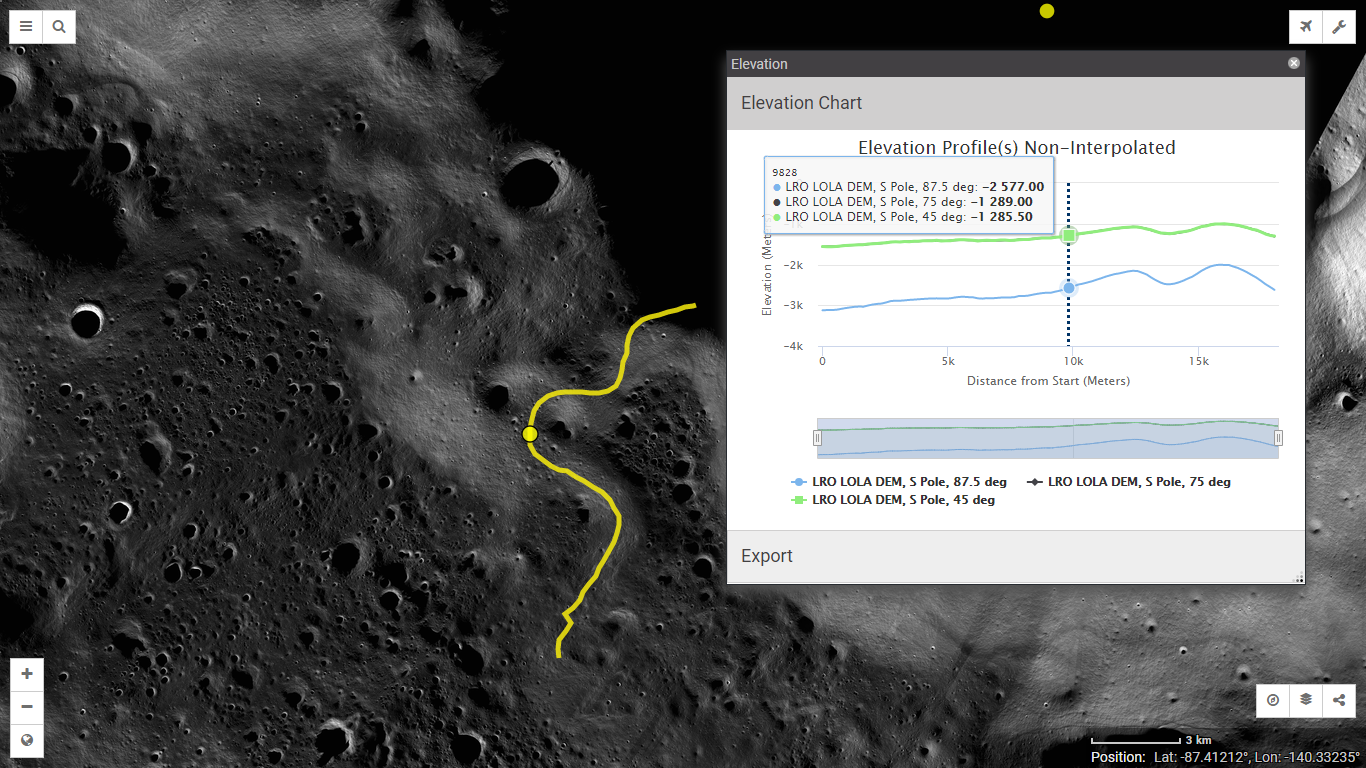 Elevation
Elevation Chart
Elevation Profile(s) Non-Interpolated
9828
LRO LOLA DEM, S Pole, 87.5 deg: −2 577.00
LRO LOLA DEM, S Pole, 75 deg: −1 289.00
LRO LOLA DEM, S Pole, 45 deg: −1 285.50
-2k
-3k
-4k
Elevation
0
5k
10k
15k
Distance from Start (Meters)
LRO LOLA DEM, S Pole, 87.5 deg
LRO LOLA DEM, S Pole, 75 deg
LRO LOLA DEM, S Pole, 45 deg
Export
3 km
Position: Lat: -87.41212°, Lon: -140.33235°